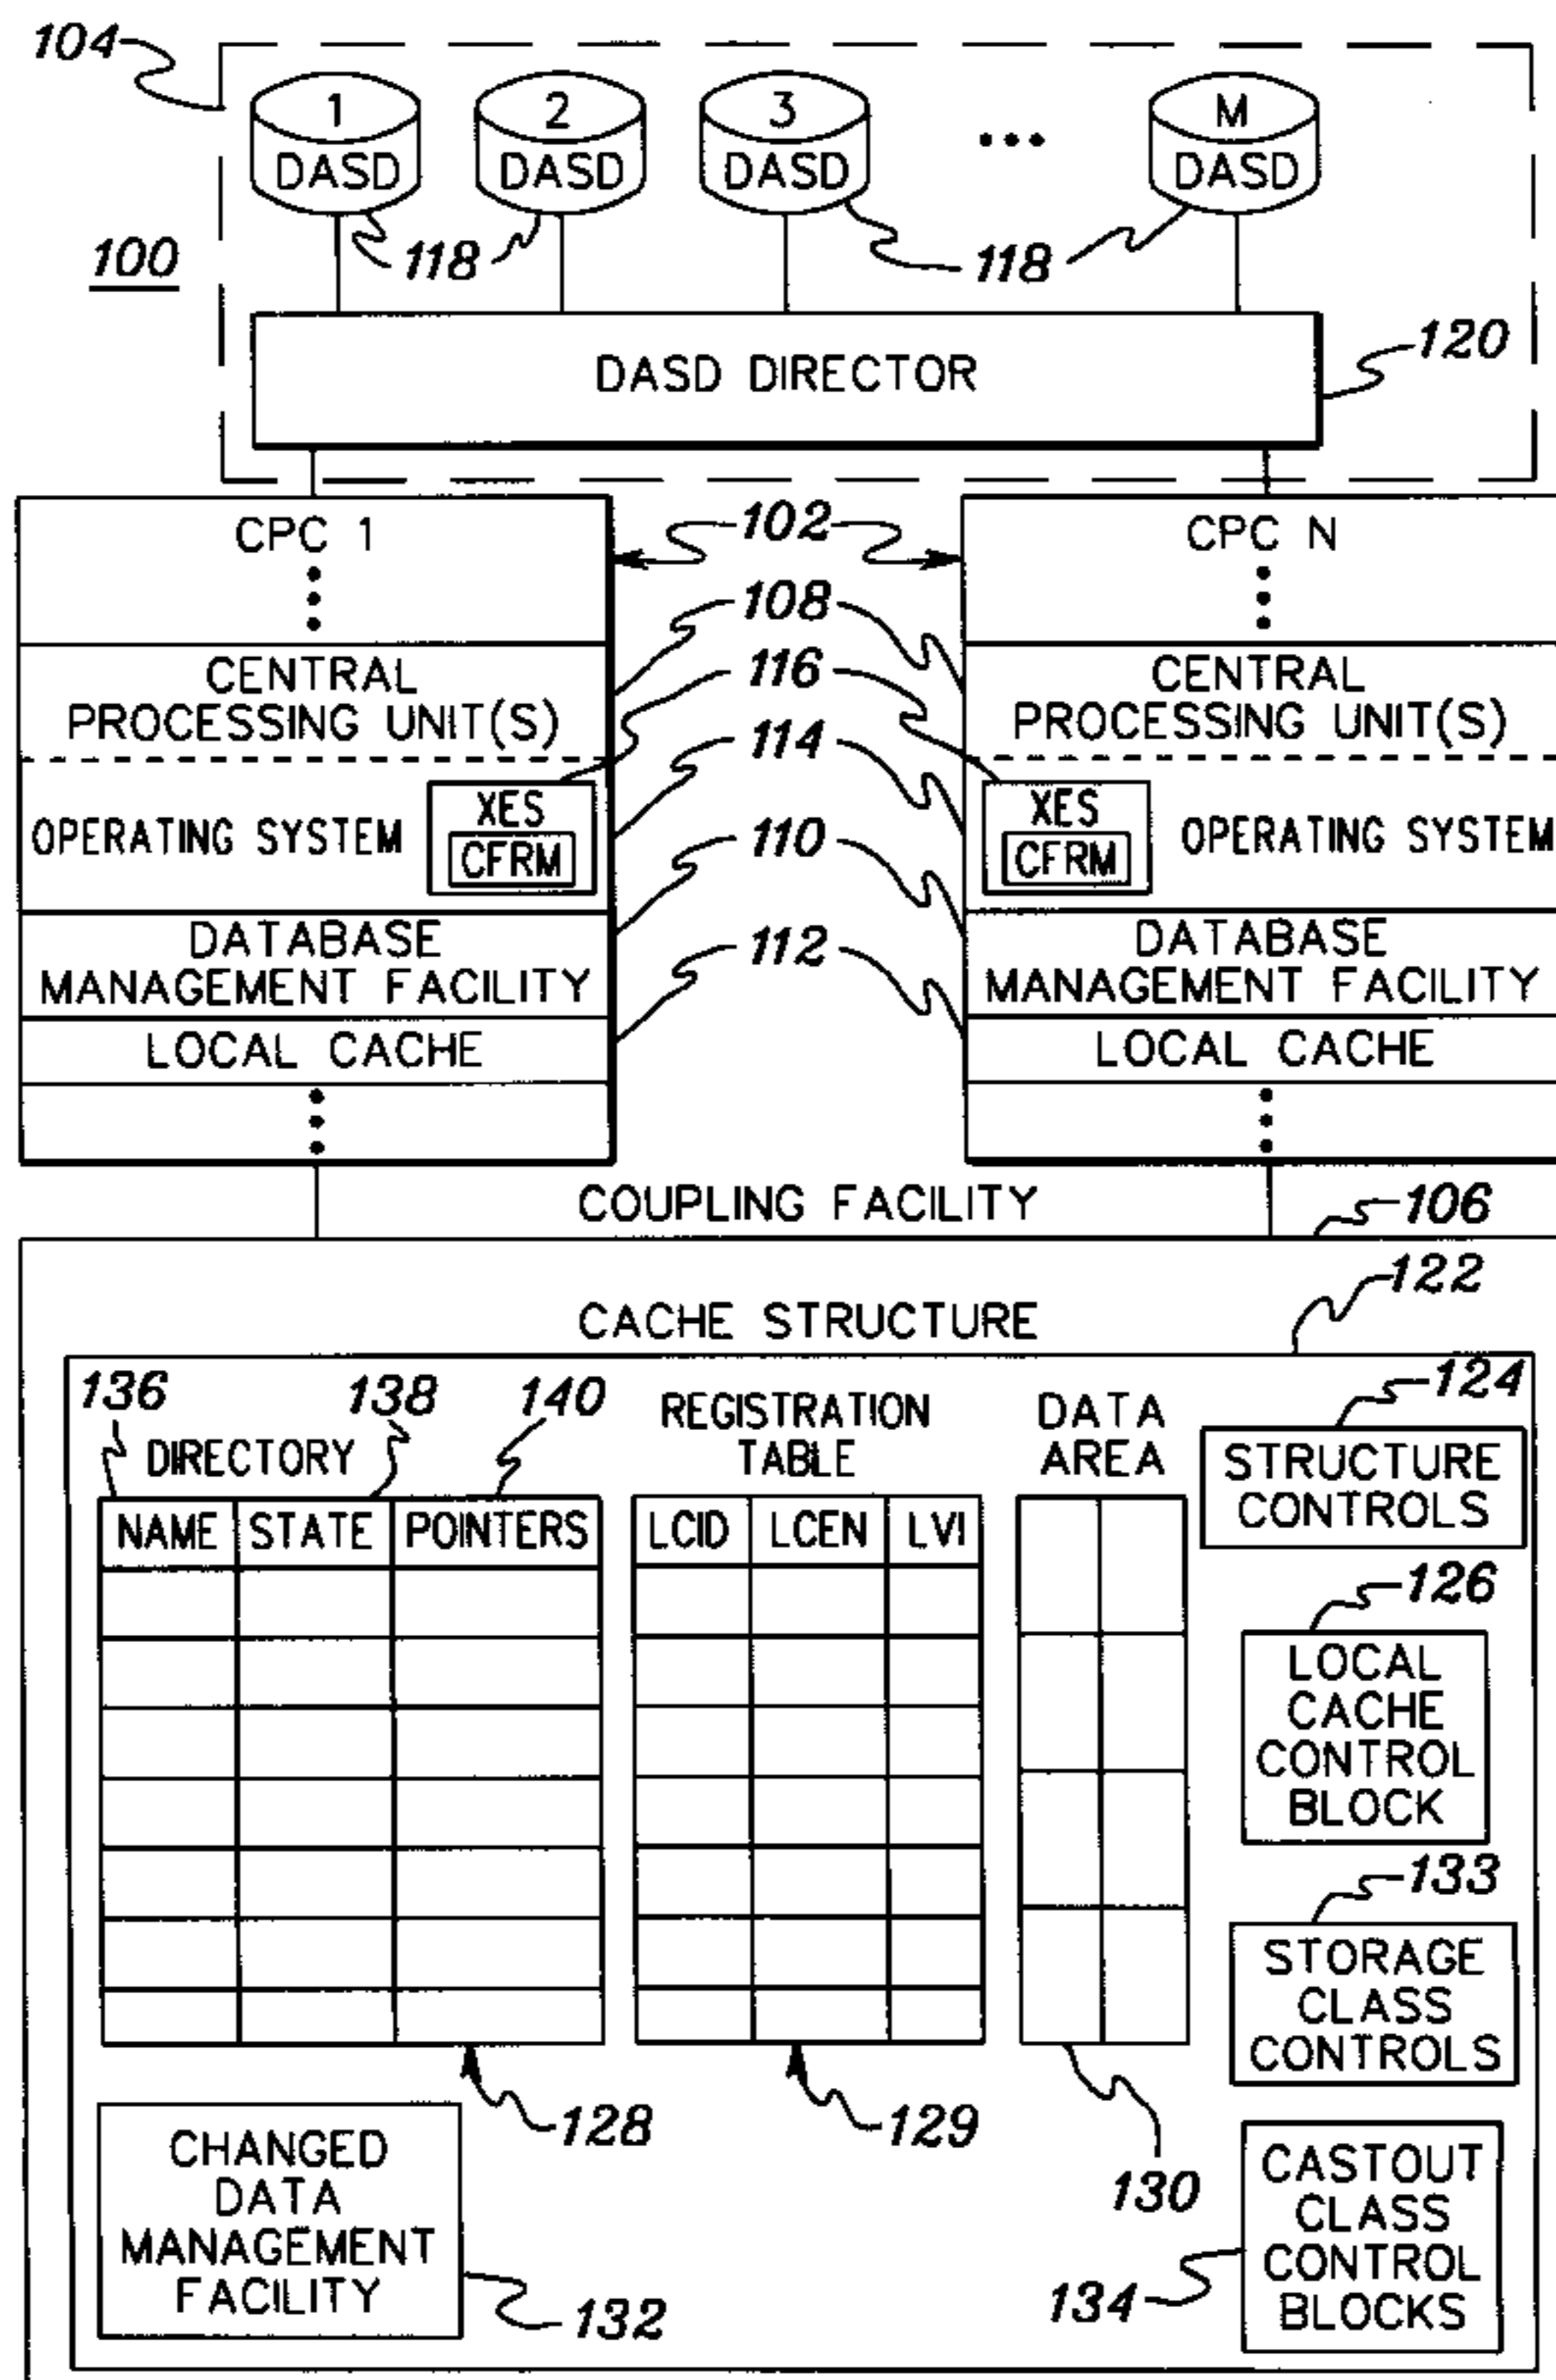 104
1 2 3 M
DASD DASD DASD ... DASD
100
118 118
DASD DIRECTOR
120
CPC 1
102
CPC N
108
CENTRAL
PROCESSING UNIT(S)
116
CENTRAL
PROCESSING UNIT(S)
114
OPERATING SYSTEM
XES
CFRM
XES
CFRM
OPERATING SYSTEM
110
DATABASE
MANAGEMENT FACILITY
112
DATABASE
MANAGEMENT FACILITY
LOCAL CACHE
LOCAL CACHE
COUPLING FACILITY
106
122
CACHE STRUCTURE
136 138 140
DIRECTORY
REGISTRATION
TABLE
DATA
AREA
124
STRUCTURE
CONTROLS
NAME STATE POINTERS
LCID LCEN LVI
126
LOCAL
CACHE
CONTROL
BLOCK
133
STORAGE
CLASS
CONTROLS
128
129
130
CHANGED
DATA
MANAGEMENT
FACILITY
132
134
CASTOUT
CLASS
CONTROL
BLOCKS